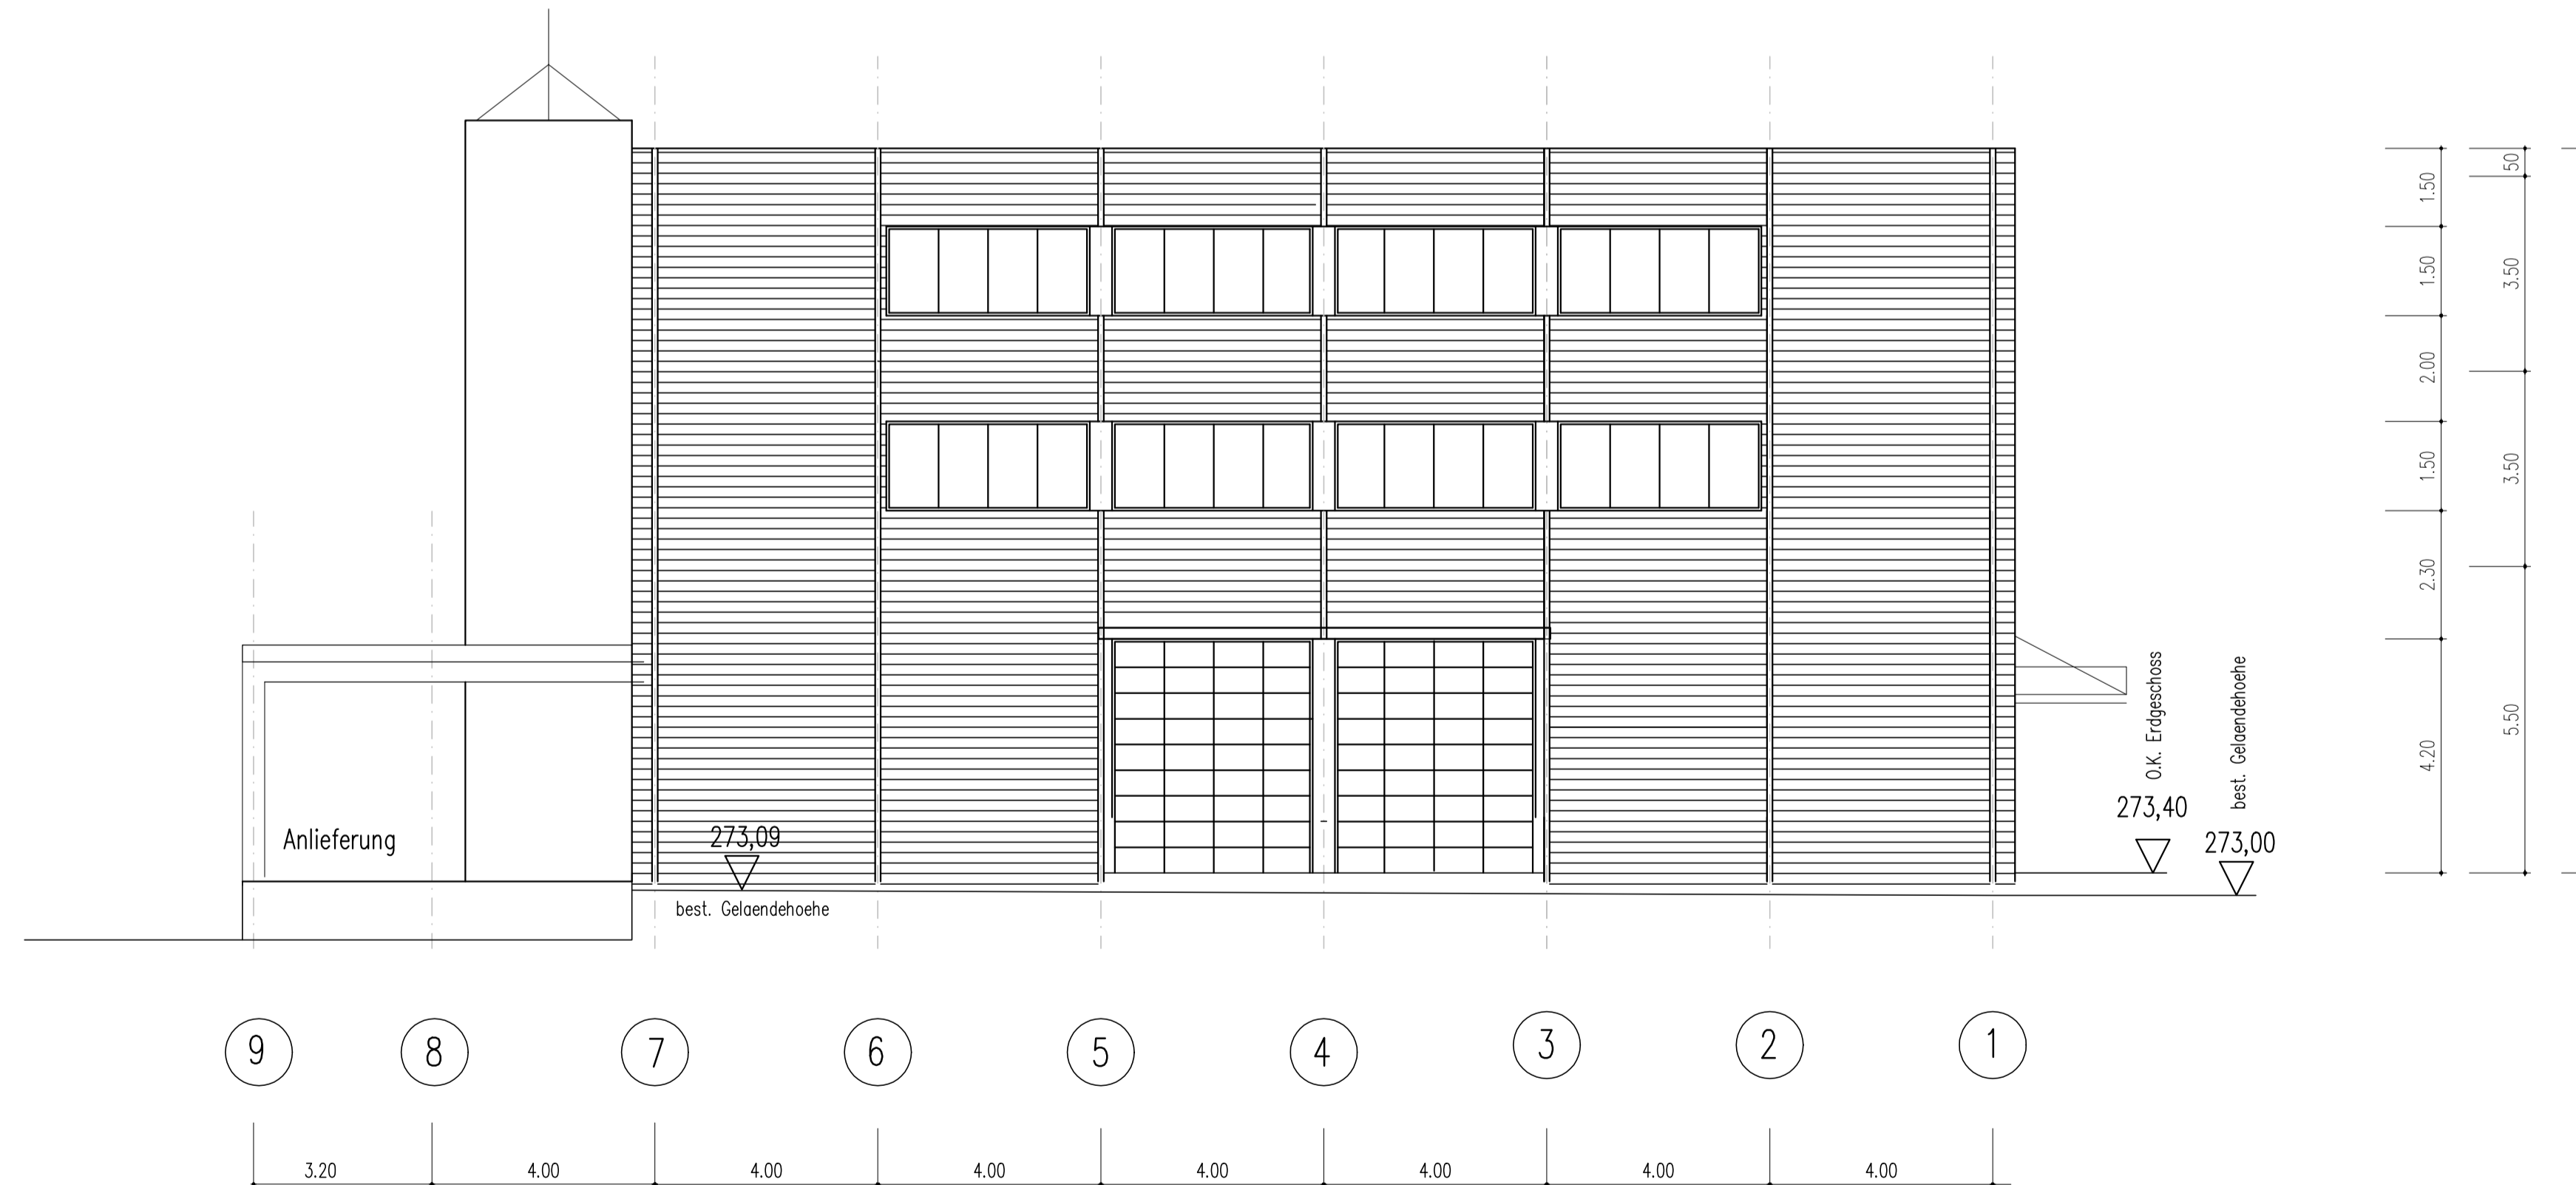 1.50
50
1.50
3.50
2.00
1.50
3.50
2.30
O.K. Erdgeschoss
best. Gelaendehoehe
5.50
4.20
273,40
273,00
273,09
Anlieferung
best. Gelaendehoehe
9 8 7 6 5 4 3 2 1
3.20 4.00 4.00 4.00 4.00 4.00 4.00 4.00